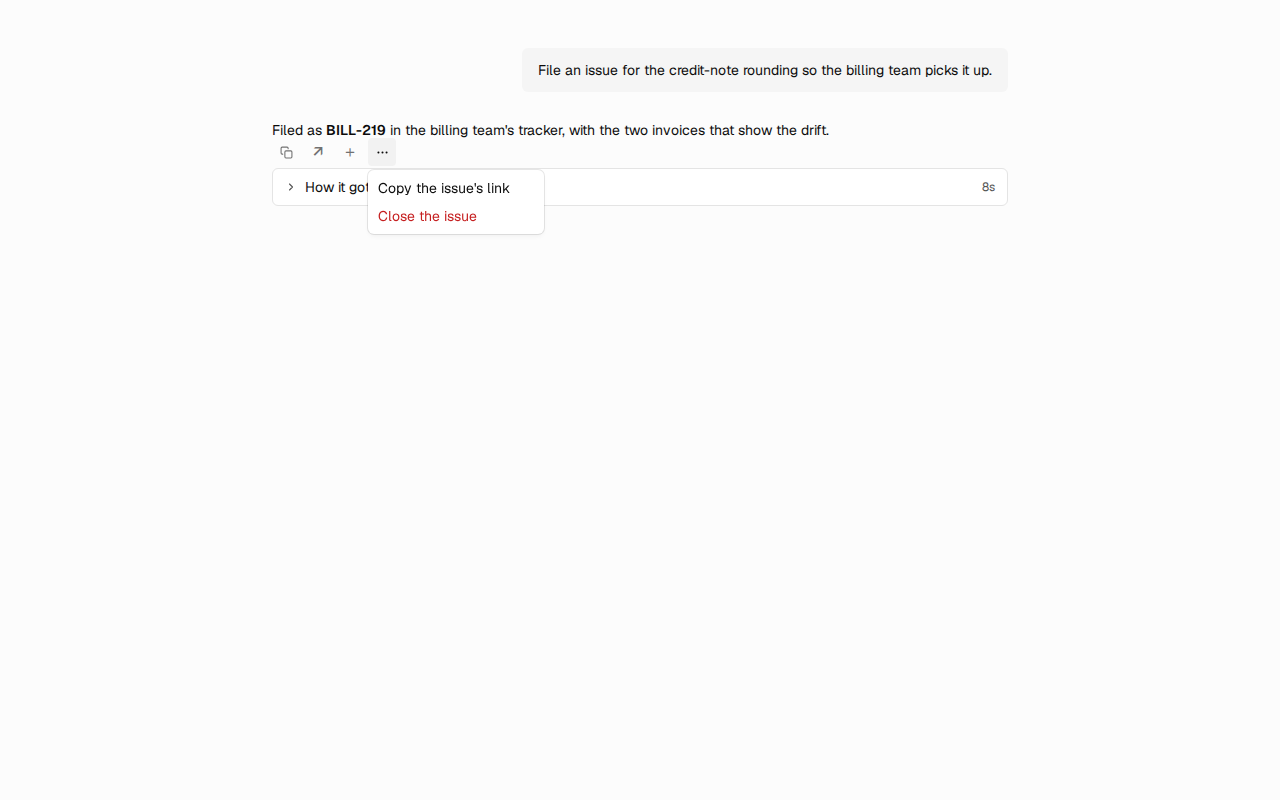 File an issue for the credit-note rounding so the billing team picks it up.
Filed as BILL-219 in the billing team's tracker, with the two invoices that show the drift.
How it got
8s
Copy the issue's link
Close the issue